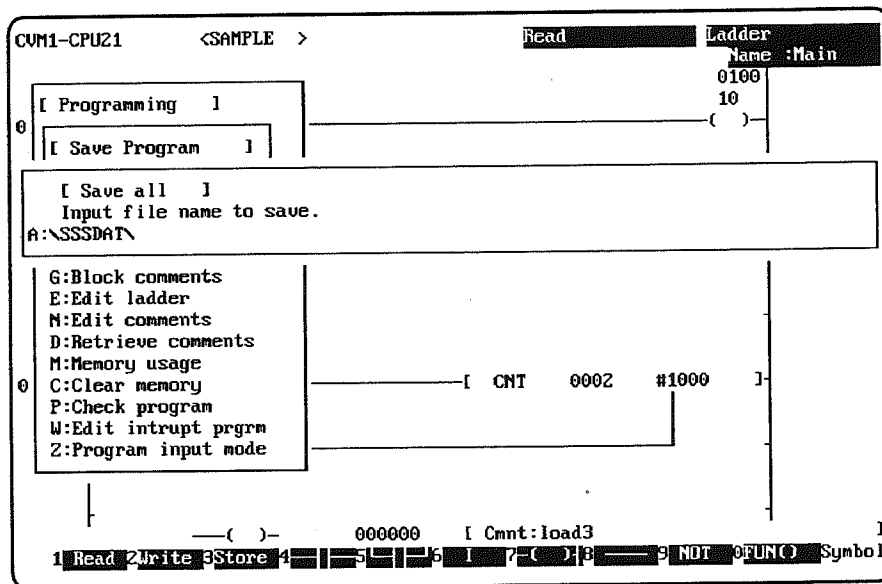 CVM1-CPU21 <SAMPLE > Read Ladder
Name :Main
0100
[ Programming ] 10
0 -( )-
[ Save Program ]
[ Save all ]
Input file name to save.
A:\SSSDAT\
G:Block comments
E:Edit ladder
N:Edit comments
D:Retrieve comments
M:Memory usage
0 C:Clear memory -[ CNT 0002 #1000 ]-
P:Check program
W:Edit intrupt prgrm
Z:Program input mode
-( )- 000000 [ Cmnt:load3 ]
1 Read 2Write 3Store 4 5 6 [ 7-( )- 8 9 NOT 0FUN() Symbol